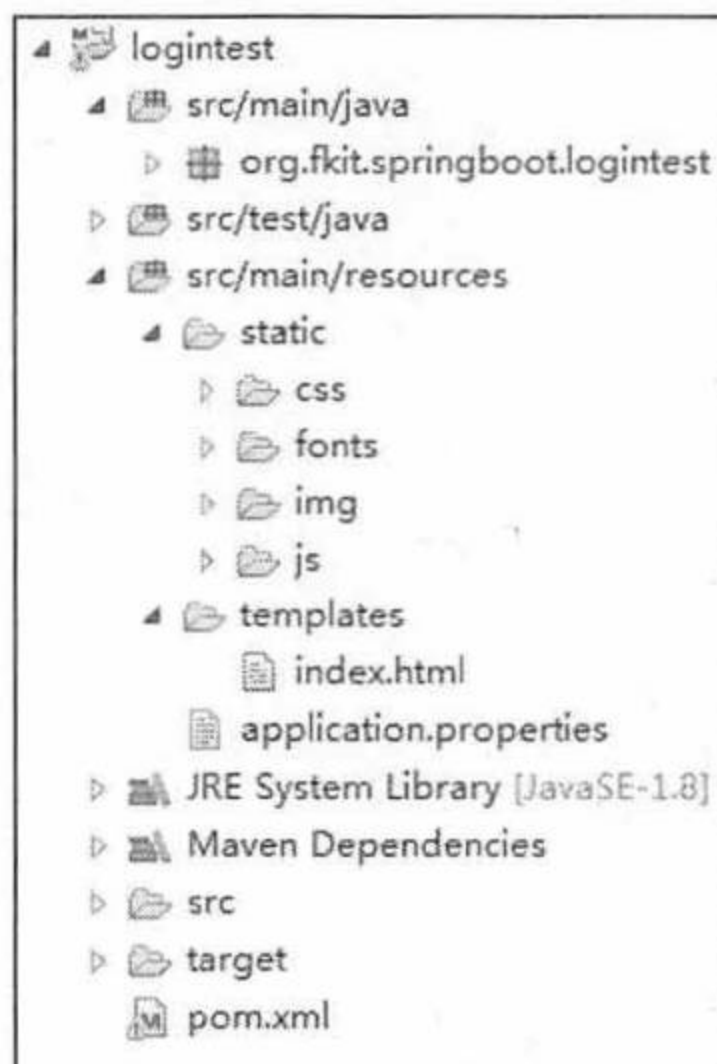 logintest
src/main/java
org.fkit.springboot.logintest
src/test/java
src/main/resources
static
css
fonts
img
js
templates
index.html
application.properties
JRE System Library [JavaSE-1.8]
Maven Dependencies
src
target
pom.xml